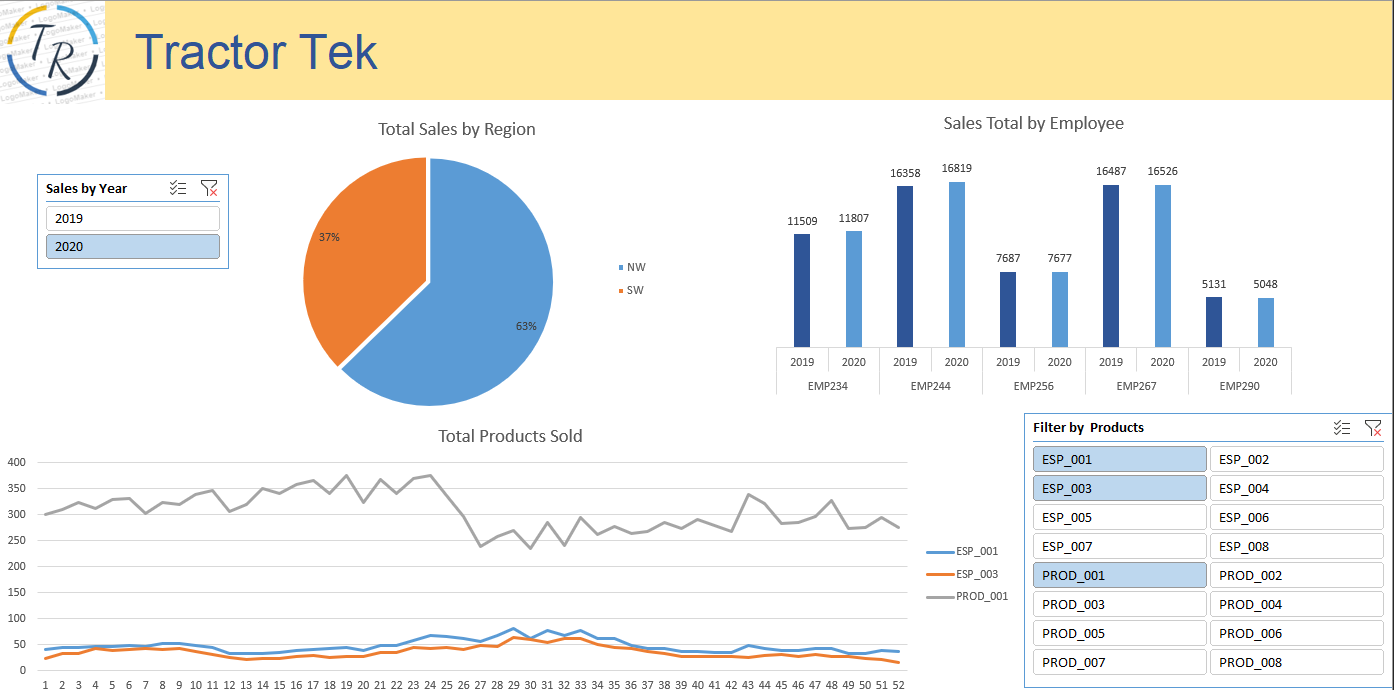 TR
Tractor Tek
Total Sales by Region
Sales Total by Employee
Sales by Year
2019
2020
37%
63%
NW
SW
11509 11807 16358 16819 7687 7677 16487 16526 5131 5048
2019 2020 2019 2020 2019 2020 2019 2020 2019 2020
EMP234 EMP244 EMP256 EMP267 EMP290
Total Products Sold
400
350
300
250
200
150
100
50
0
1 2 3 4 5 6 7 8 9 10 11 12 13 14 15 16 17 18 19 20 21 22 23 24 25 26 27 28 29 30 31 32 33 34 35 36 37 38 39 40 41 42 43 44 45 46 47 48 49 50 51 52
ESP_001
ESP_003
PROD_001
Filter by Products
ESP_001 ESP_002
ESP_003 ESP_004
ESP_005 ESP_006
ESP_007 ESP_008
PROD_001 PROD_002
PROD_003 PROD_004
PROD_005 PROD_006
PROD_007 PROD_008